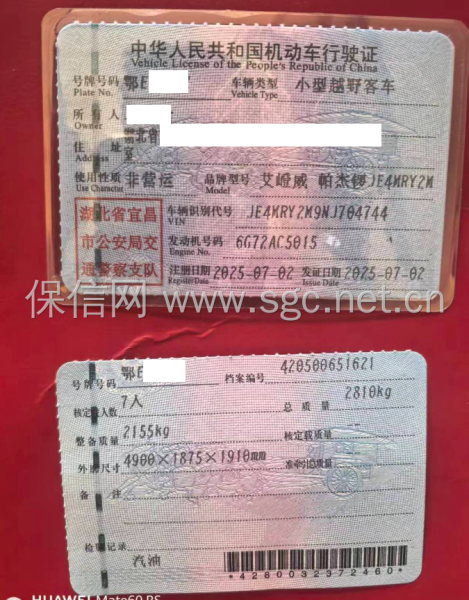 中华人民共和国机动车行驶证
Vehicle License of the People's Republic of China
号牌号码 鄂E 车辆类型 小型越野客车
Plate No. Vehicle Type
所有人
Owner
住址 湖北省
Address
使用性质 非营运 品牌型号 艾嶝威 帕杰锣JE4MRY2M
Use Character Model
湖北省宜昌
市公安局交
通警察支队
车辆识别代号 JE4MRY2M9NJ704744
VIN
发动机号码 6G72AC5015
Engine No.
注册日期 2025-07-02 发证日期 2025-07-02
Register Date Issue Date
保信网 www.sgc.net.cn
号牌号码 鄂E 档案编号 420500651621
核定载人数 7人 总质量 2810kg
整备质量 2155kg 核定载质量
外廓尺寸 4900×1875×1910 准牵引总质量
备注
检验记录
汽油
*4280032372460*
HUAWEI Mate60 RS